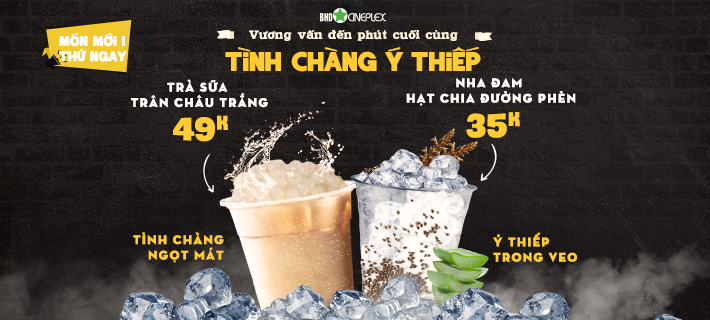 BHD CINEPLEX
Vương vấn đến phút cuối cùng
MÓN MỚI !
THỬ NGAY
TÌNH CHÀNG Ý THIẾP
TRÀ SỮA
TRÂN CHÂU TRẮNG
49K
NHA ĐAM
HẠT CHIA ĐƯỜNG PHÈN
35K
TÌNH CHÀNG
NGỌT MÁT
Ý THIẾP
TRONG VEO